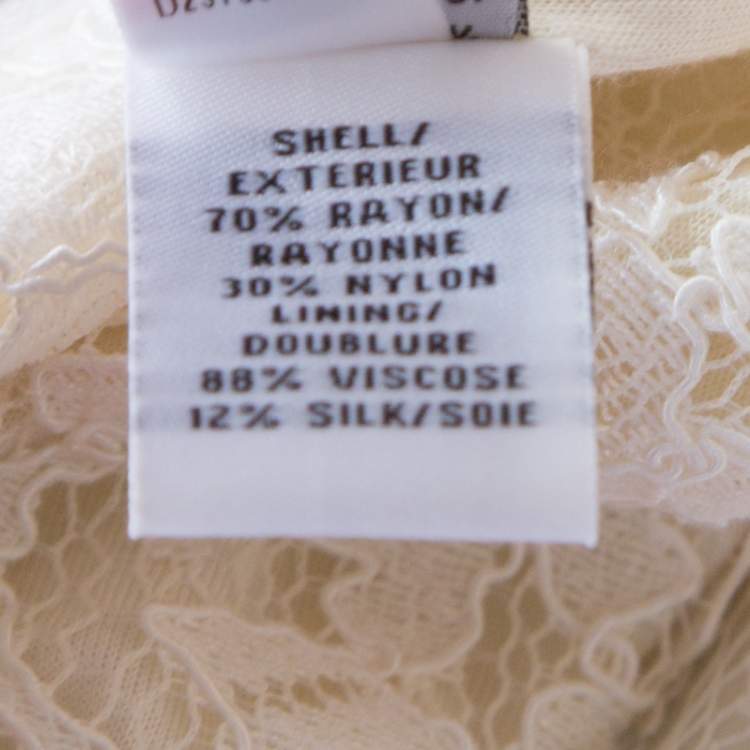 SHELL/
EXTERIEUR
70% RAYON/
RAYONNE
30% NYLON
LINING/
DOUBLURE
88% VISCOSE
12% SILK/SOIE